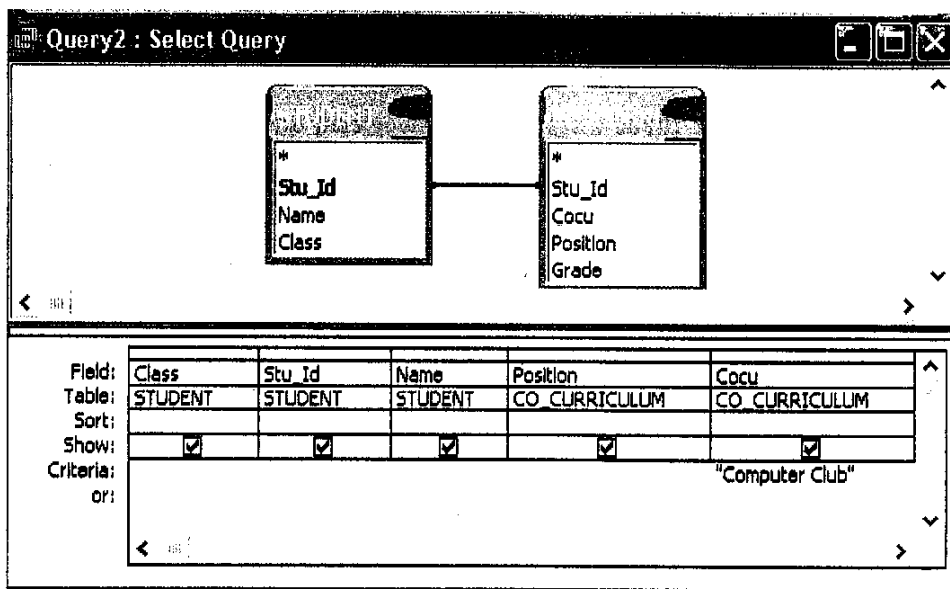 Query2 : Select Query
STUDENT
*
Stu_Id
Name
Class
*
Stu_Id
Cocu
Position
Grade
Field: Class Stu_Id Name Position Cocu
Table: STUDENT STUDENT STUDENT CO_CURRICULUM CO_CURRICULUM
Sort:
Show:
Criteria: "Computer Club"
or: